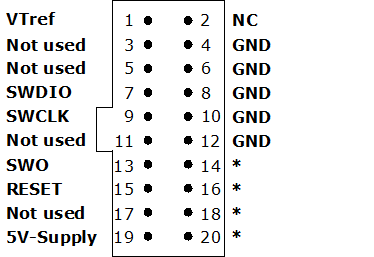 VTref 1 2 NC
Not used 3 4 GND
Not used 5 6 GND
SWDIO 7 8 GND
SWCLK 9 10 GND
Not used 11 12 GND
SWO 13 14 *
RESET 15 16 *
Not used 17 18 *
5V-Supply 19 20 *